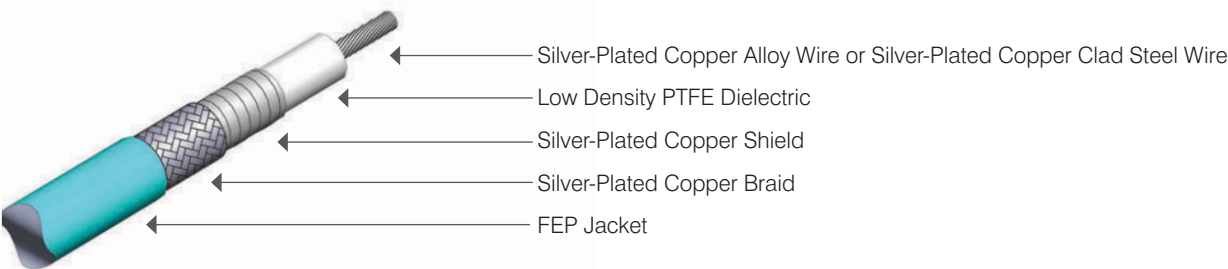 Silver-Plated Copper Alloy Wire or Silver-Plated Copper Clad Steel Wire
Low Density PTFE Dielectric
Silver-Plated Copper Shield
Silver-Plated Copper Braid
FEP Jacket